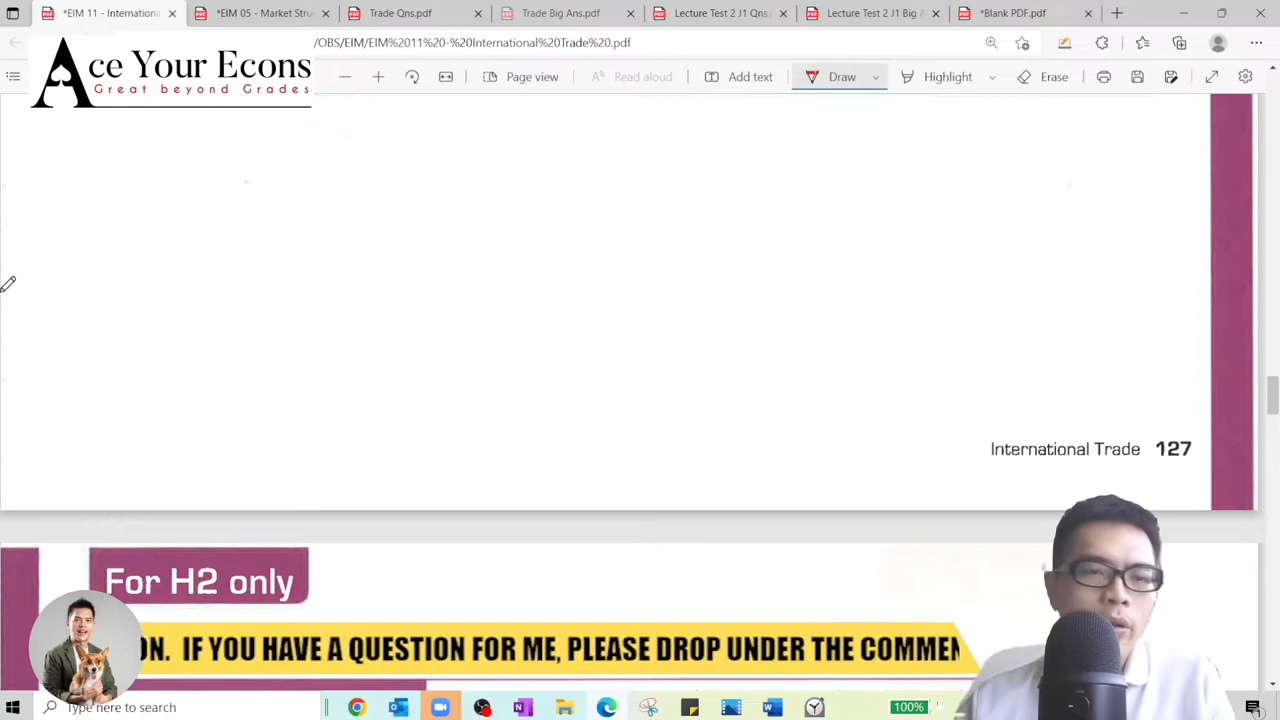 *EIM 11 - Internationa
*EIM 05 - Market Stru
Trade Qns.pdf
Trade Big Ans.pdf
Lecture Test 2 J1 Qns
Lecture Test 2 J1 Big A
*Blank PDF.pdf
/OBS/EIM/EIM%2011%20-%20International%20Trade%20.pdf
Ace Your Econs
Great beyond Grades
Page view
Read aloud
Add text
Draw
Highlight
Erase
International Trade 127
For H2 only
ON. IF YOU HAVE A QUESTION FOR ME, PLEASE DROP UNDER THE COMMEN
Type here to search
100%